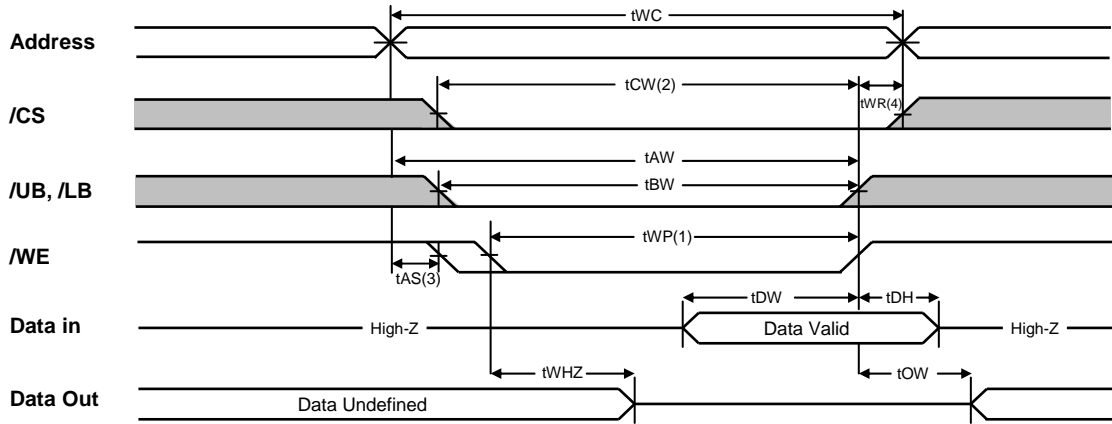 tWC
Address
tCW(2)
tWR(4)
/CS
tAW
tBW
/UB, /LB
tWP(1)
/WE
tAS(3)
tDW
tDH
Data in
High-Z
Data Valid
High-Z
tWHZ
tOW
Data Out
Data Undefined